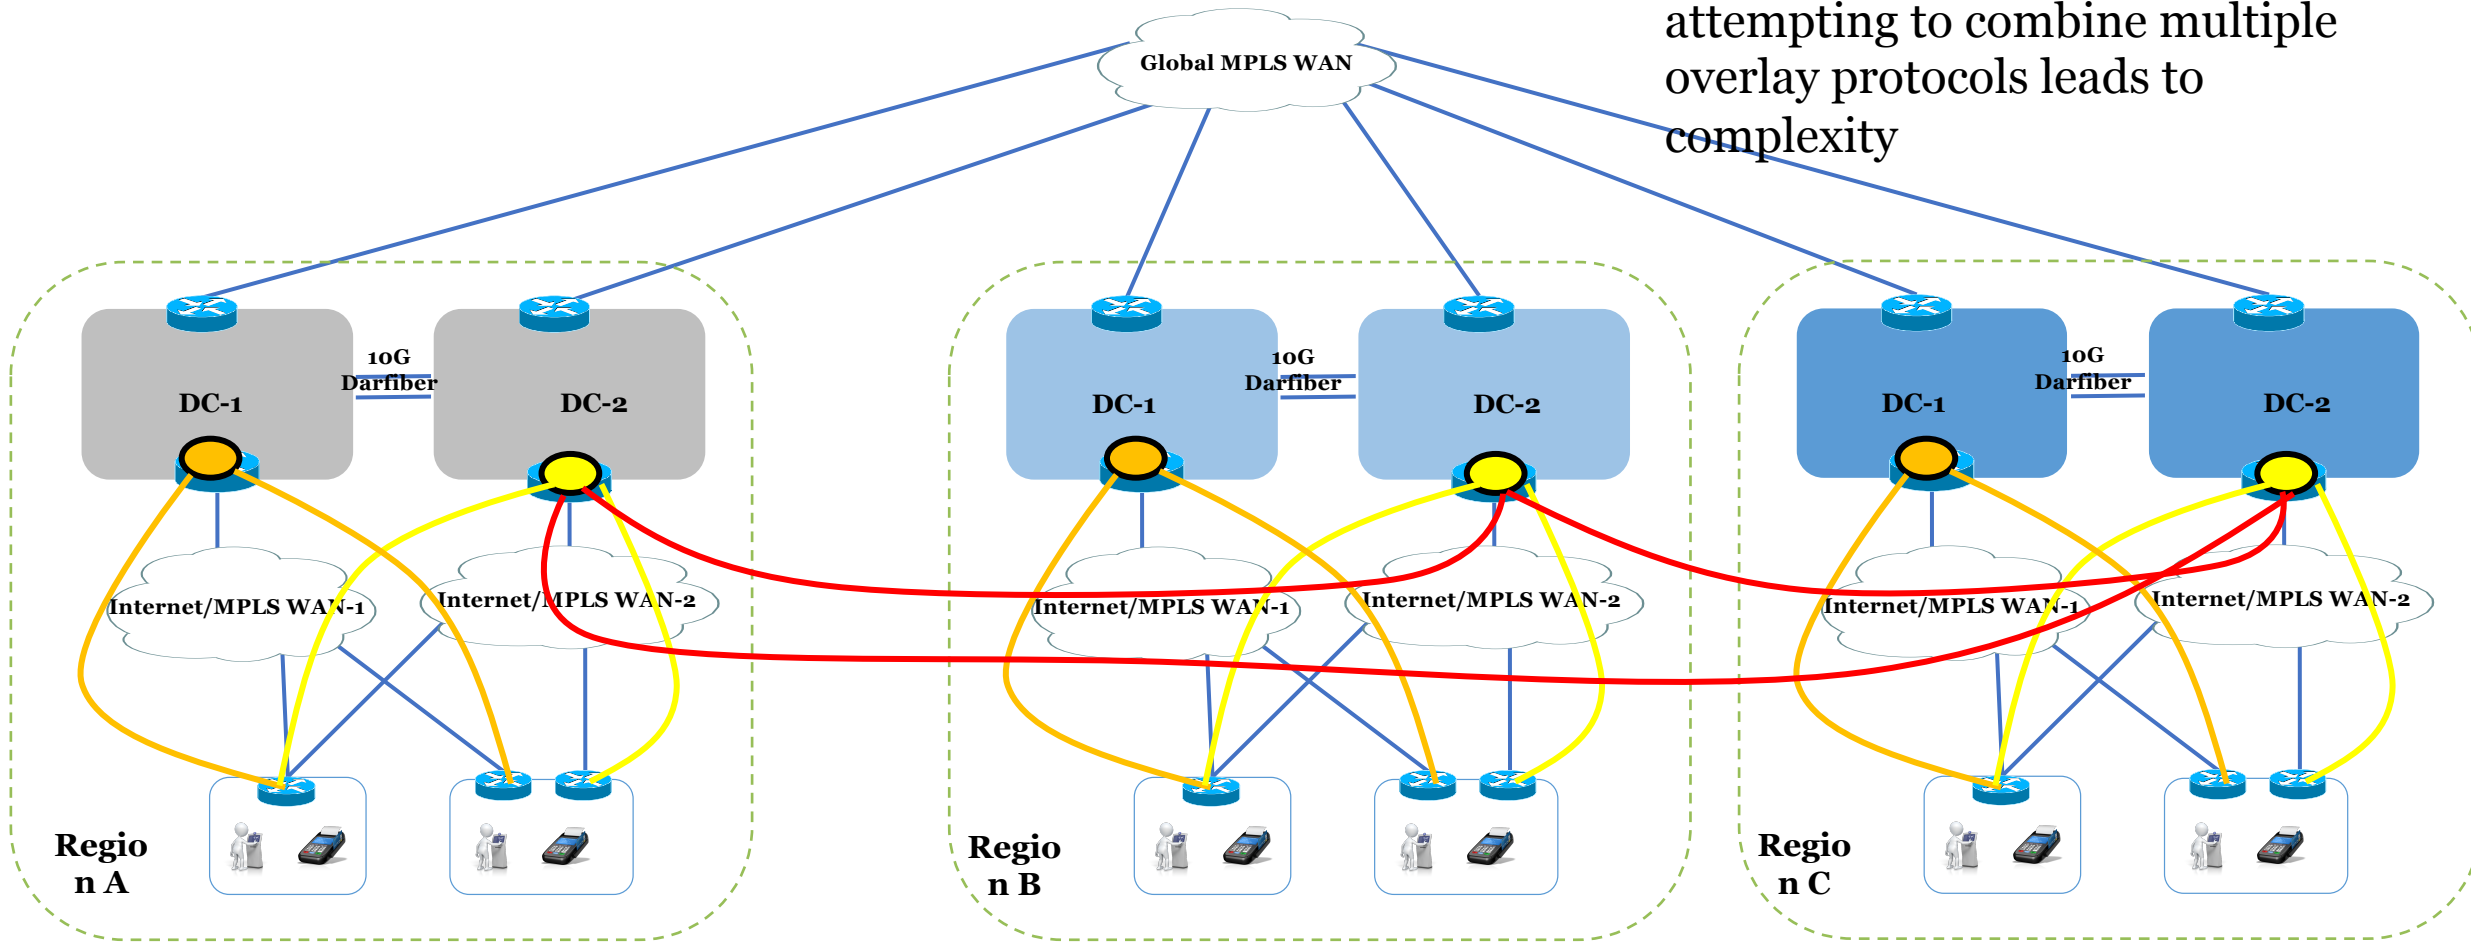 attempting to combine multiple
overlay protocols leads to
complexity
Global MPLS WAN
10G
Darfiber
DC-1
DC-2
Internet/MPLS WAN-1
Internet/MPLS WAN-2
Regio
n A
10G
Darfiber
DC-1
DC-2
Internet/MPLS WAN-1
Internet/MPLS WAN-2
Regio
n B
10G
Darfiber
DC-1
DC-2
Internet/MPLS WAN-1
Internet/MPLS WAN-2
Regio
n C